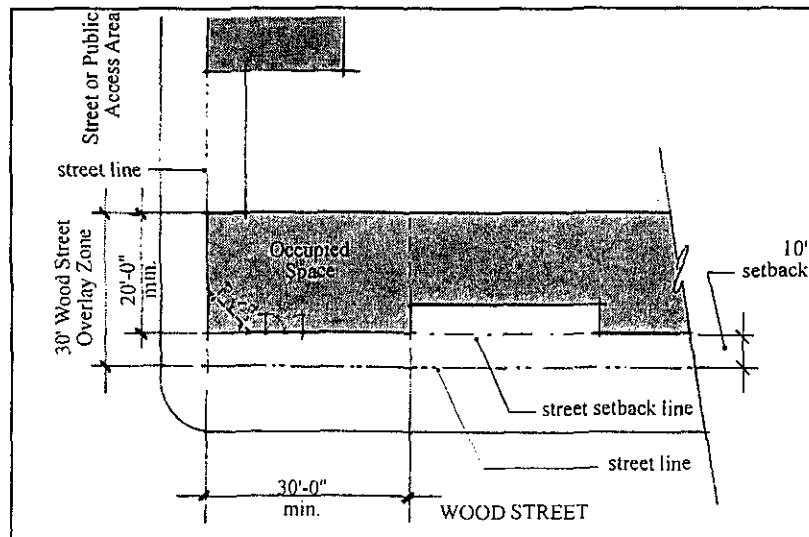 Street or Public
Access Area
street line
30' Wood Street
Overlay Zone
20'-0"
min.
Occupied
Space
10'
setback
street setback line
street line
30'-0"
min.
WOOD STREET